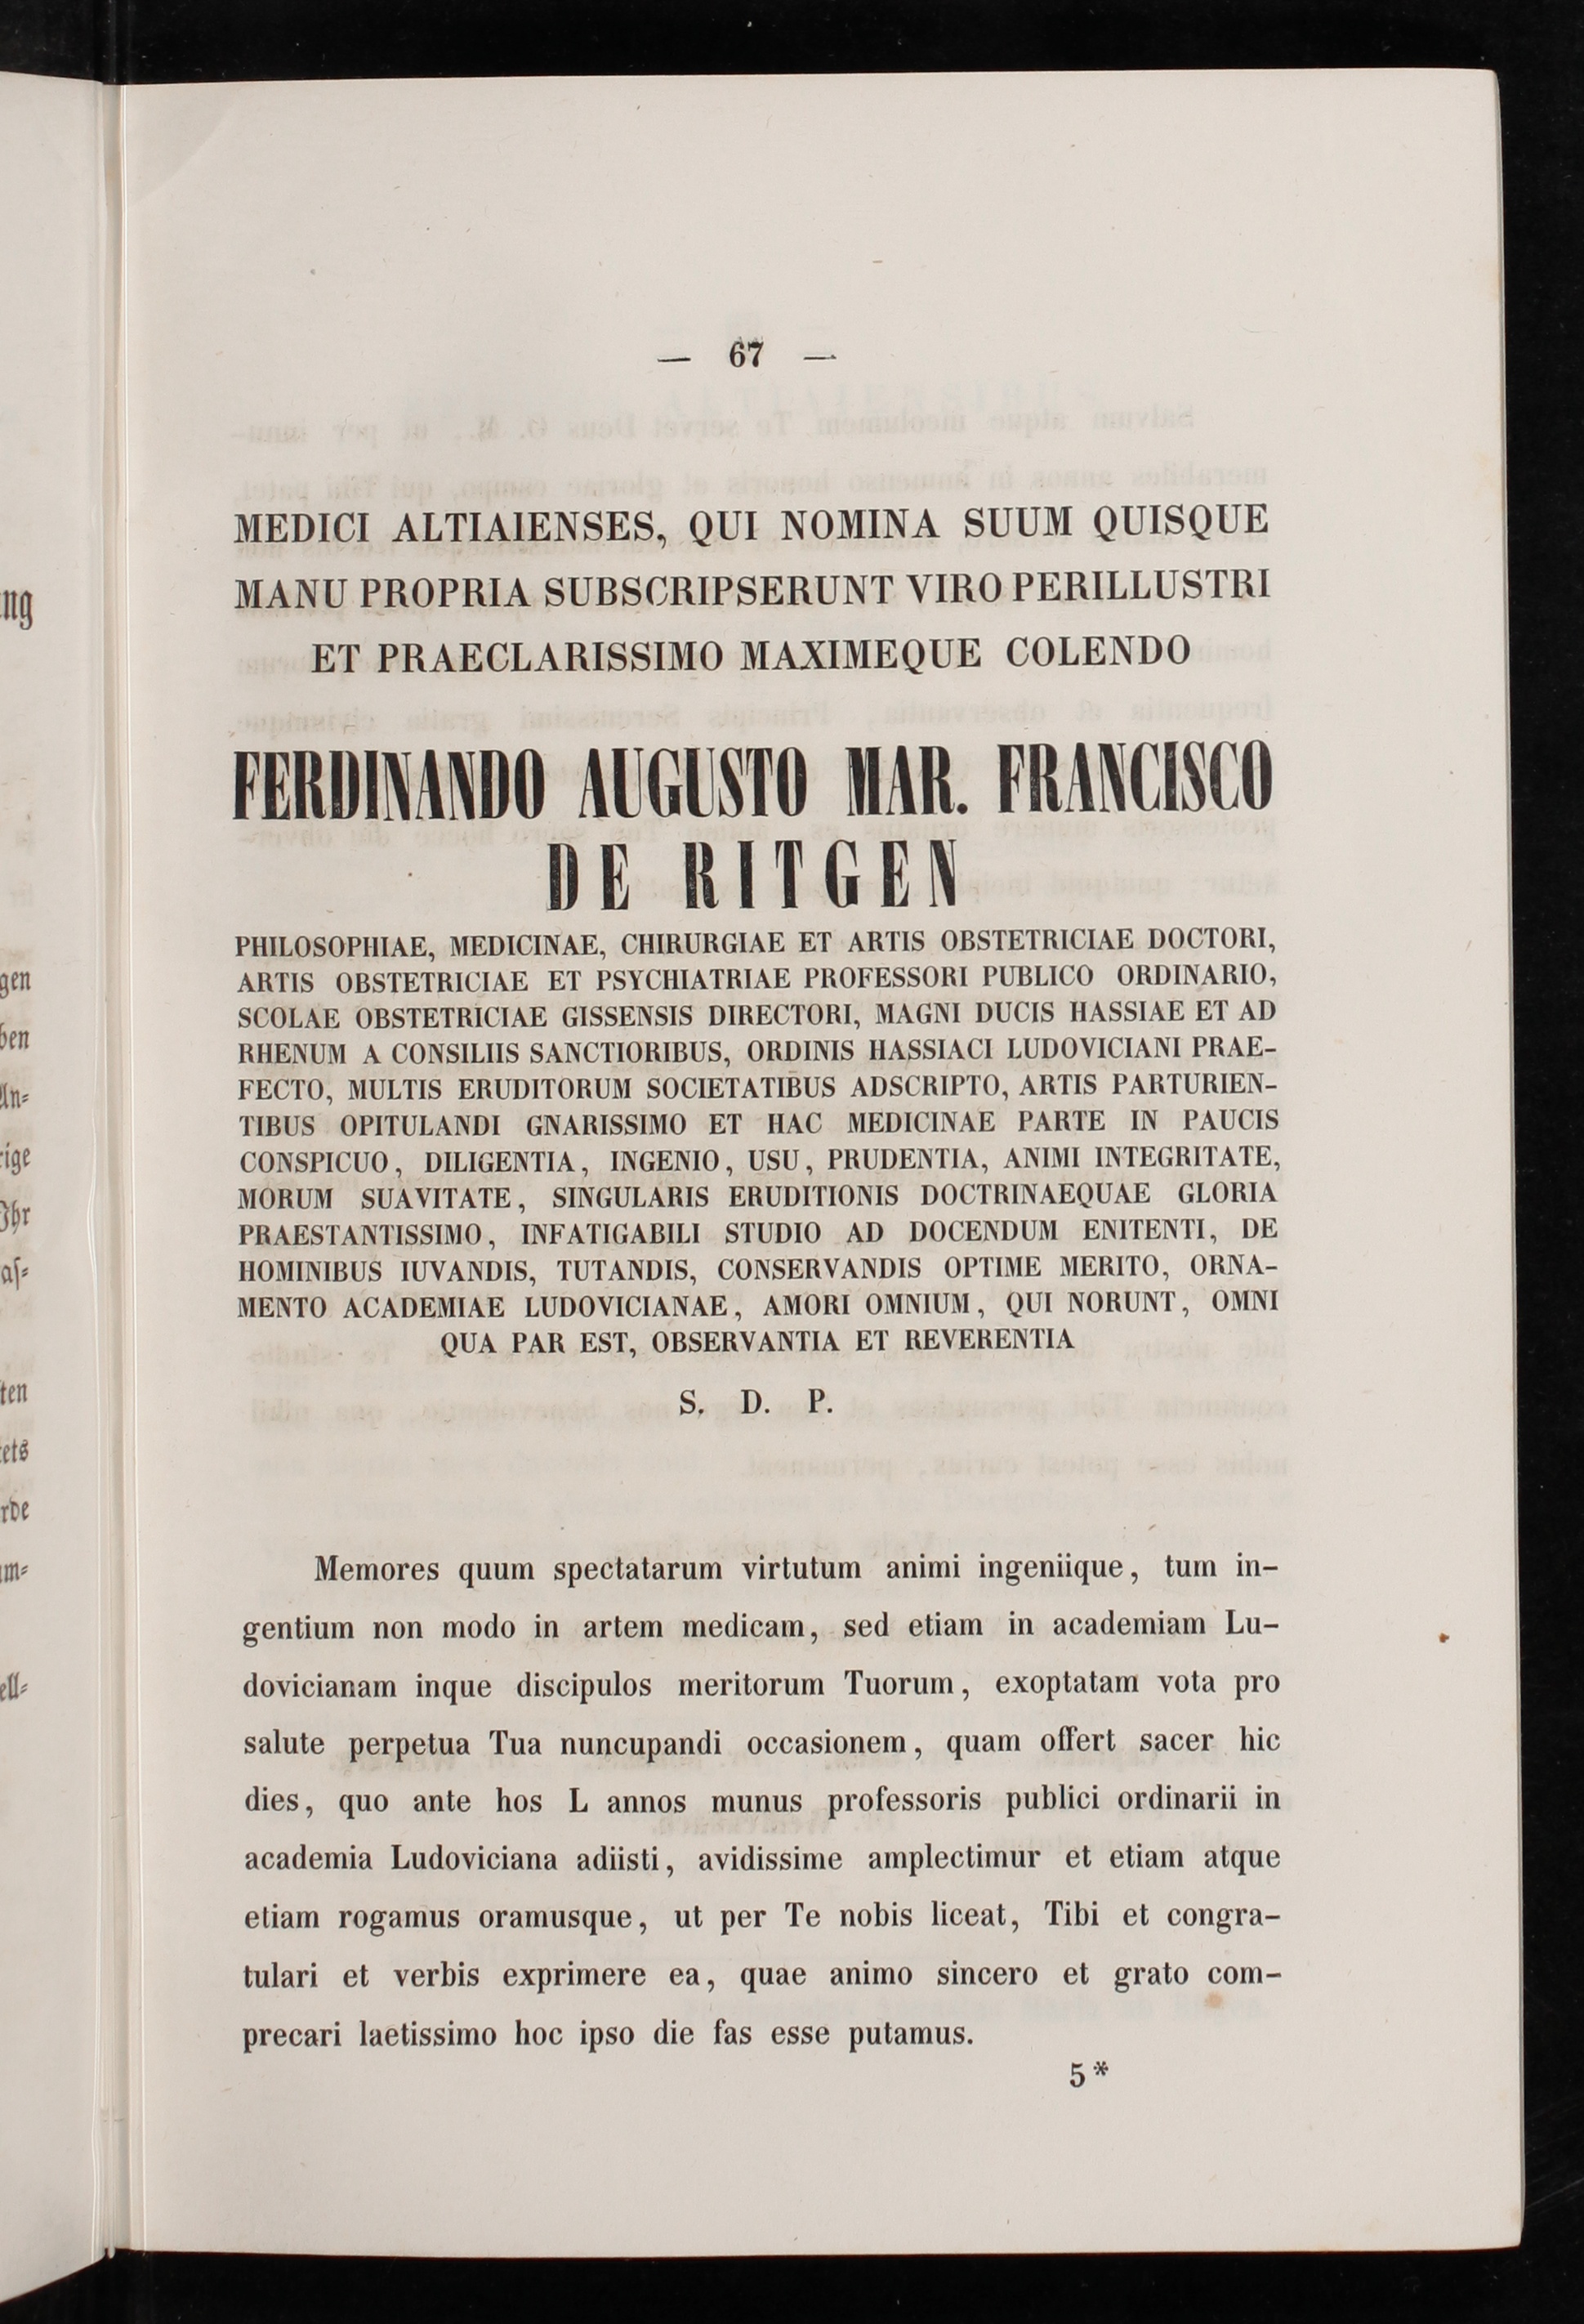 — 67 —
MEDICI ALTIAIENSES, QUI NOMINA SUUM QUISQUE
MANU PROPRIA SUBSCRIPSERUNT VIRO PERILLUSTRI
ET PRAECLARISSIMO MAXIMEQUE COLENDO
FERDINANDO AUGUSTO MAR. FRANCISCO
DE RITGEN
PHILOSOPHIAE, MEDICINAE, CHIRURGIAE ET ARTIS OBSTETRICIAE DOCTORI,
ARTIS OBSTETRICIAE ET PSYCHIATRIAE PROFESSORI PUBLICO ORDINARIO,
SCOLAE OBSTETRICIAE GISSENSIS DIRECTORI, MAGNI DUCIS HASSIAE ET AD
RHENUM A CONSILIIS SANCTIORIBUS, ORDINIS HASSIACI LUDOVICIANI PRAE-
FECTO, MULTIS ERUDITORUM SOCIETATIBUS ADSCRIPTO, ARTIS PARTURIEN-
TIBUS OPITULANDI GNARISSIMO ET HAC MEDICINAE PARTE IN PAUCIS
CONSPICUO, DILIGENTIA, INGENIO, USU, PRUDENTIA, ANIMI INTEGRITATE,
MORUM SUAVITATE, SINGULARIS ERUDITIONIS DOCTRINAEQUAE GLORIA
PRAESTANTISSIMO, INFATIGABILI STUDIO AD DOCENDUM ENITENTI, DE
HOMINIBUS IUVANDIS, TUTANDIS, CONSERVANDIS OPTIME MERITO, ORNA-
MENTO ACADEMIAE LUDOVICIANAE, AMORI OMNIUM, QUI NORUNT, OMNI
QUA PAR EST, OBSERVANTIA ET REVERENTIA
S. D. P.
Memores quum spectatarum virtutum animi ingeniique, tum in-
gentium non modo in artem medicam, sed etiam in academiam Lu-
dovicianam inque discipulos meritorum Tuorum, exoptatam vota pro
salute perpetua Tua nuncupandi occasionem, quam offert sacer hic
dies, quo ante hos L annos munus professoris publici ordinarii in
academia Ludoviciana adiisti, avidissime amplectimur et etiam atque
etiam rogamus oramusque, ut per Te nobis liceat, Tibi et congra-
tulari et verbis exprimere ea, quae animo sincero et grato com-
precari laetissimo hoc ipso die fas esse putamus.
5*